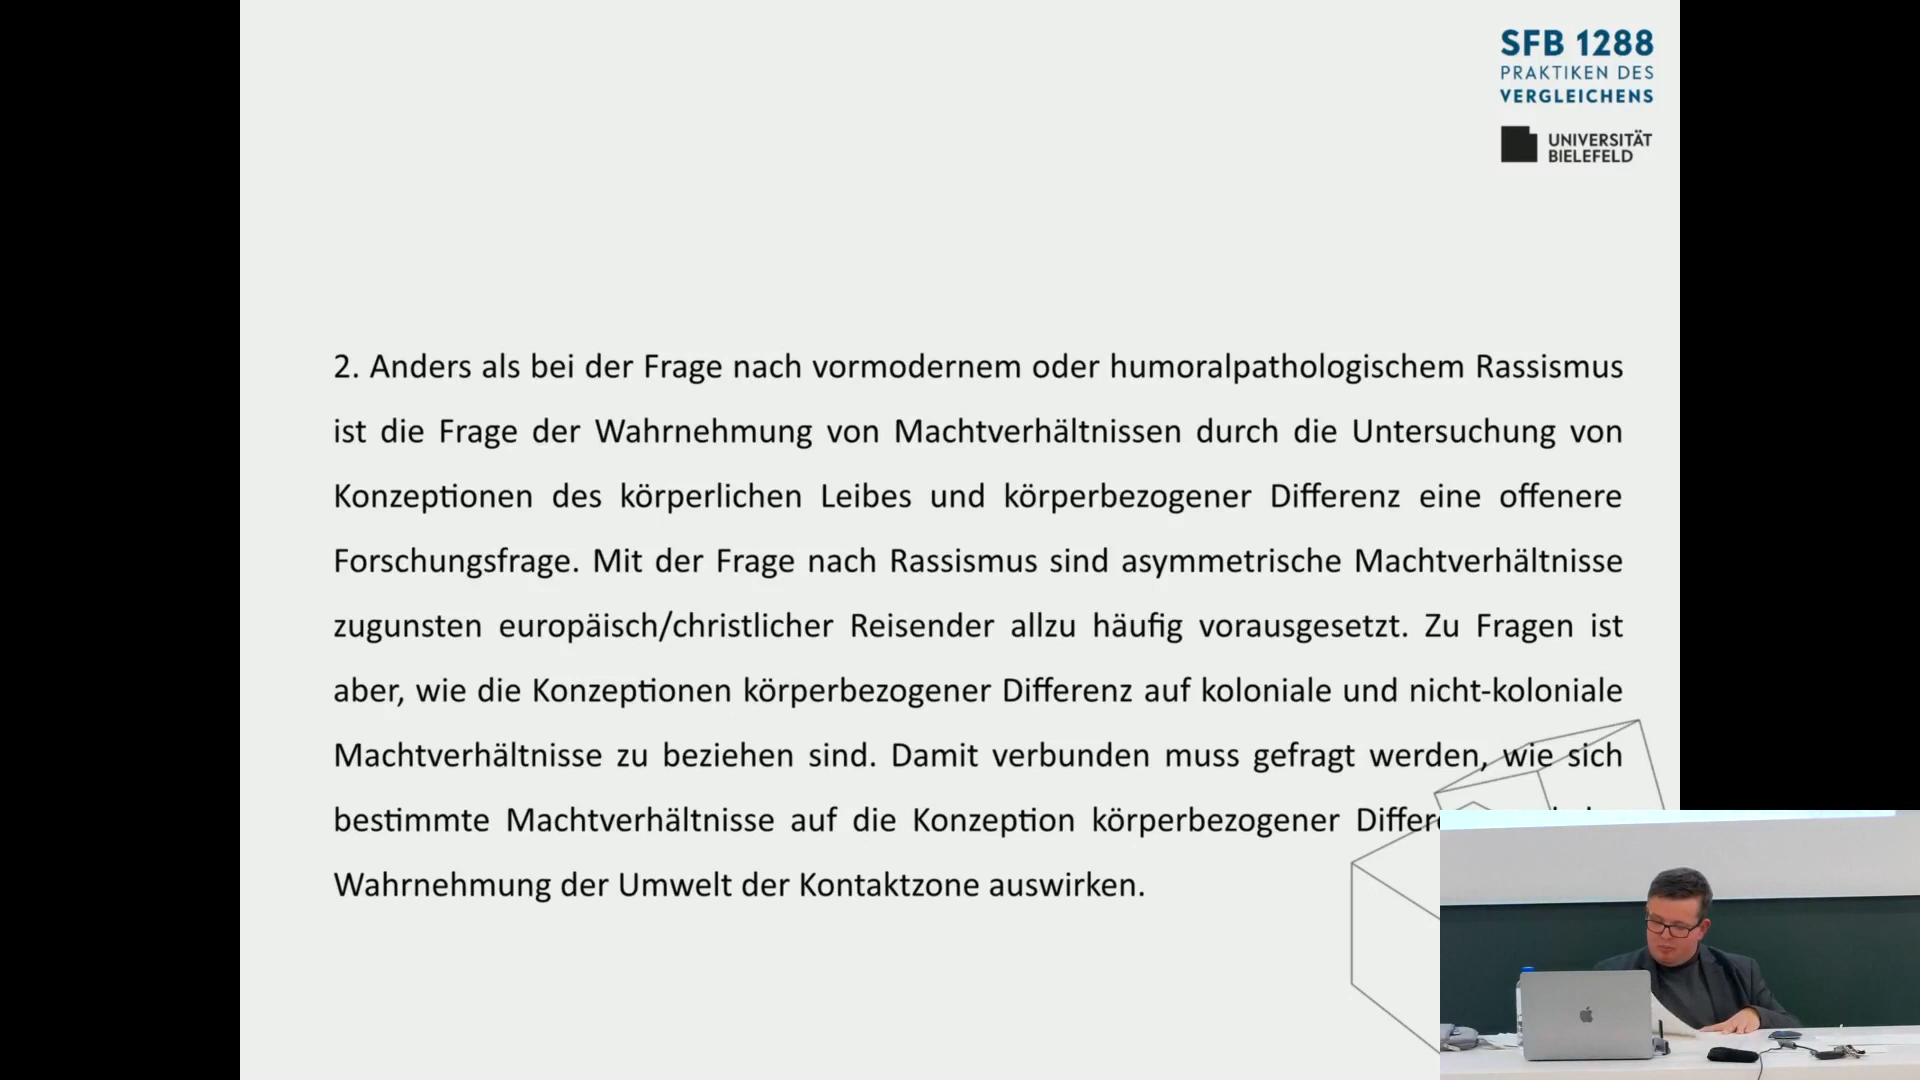 SFB 1288
PRAKTIKEN DES
VERGLEICHENS
UNIVERSITÄT
BIELEFELD
2. Anders als bei der Frage nach vormodernem oder humoralpathologischem Rassismus
ist die Frage der Wahrnehmung von Machtverhältnissen durch die Untersuchung von
Konzeptionen des körperlichen Leibes und körperbezogener Differenz eine offenere
Forschungsfrage. Mit der Frage nach Rassismus sind asymmetrische Machtverhältnisse
zugunsten europäisch/christlicher Reisender allzu häufig vorausgesetzt. Zu Fragen ist
aber, wie die Konzeptionen körperbezogener Differenz auf koloniale und nicht-koloniale
Machtverhältnisse zu beziehen sind. Damit verbunden muss gefragt werden, wie sich
bestimmte Machtverhältnisse auf die Konzeption körperbezogener
Wahrnehmung der Umwelt der Kontaktzone auswirken.